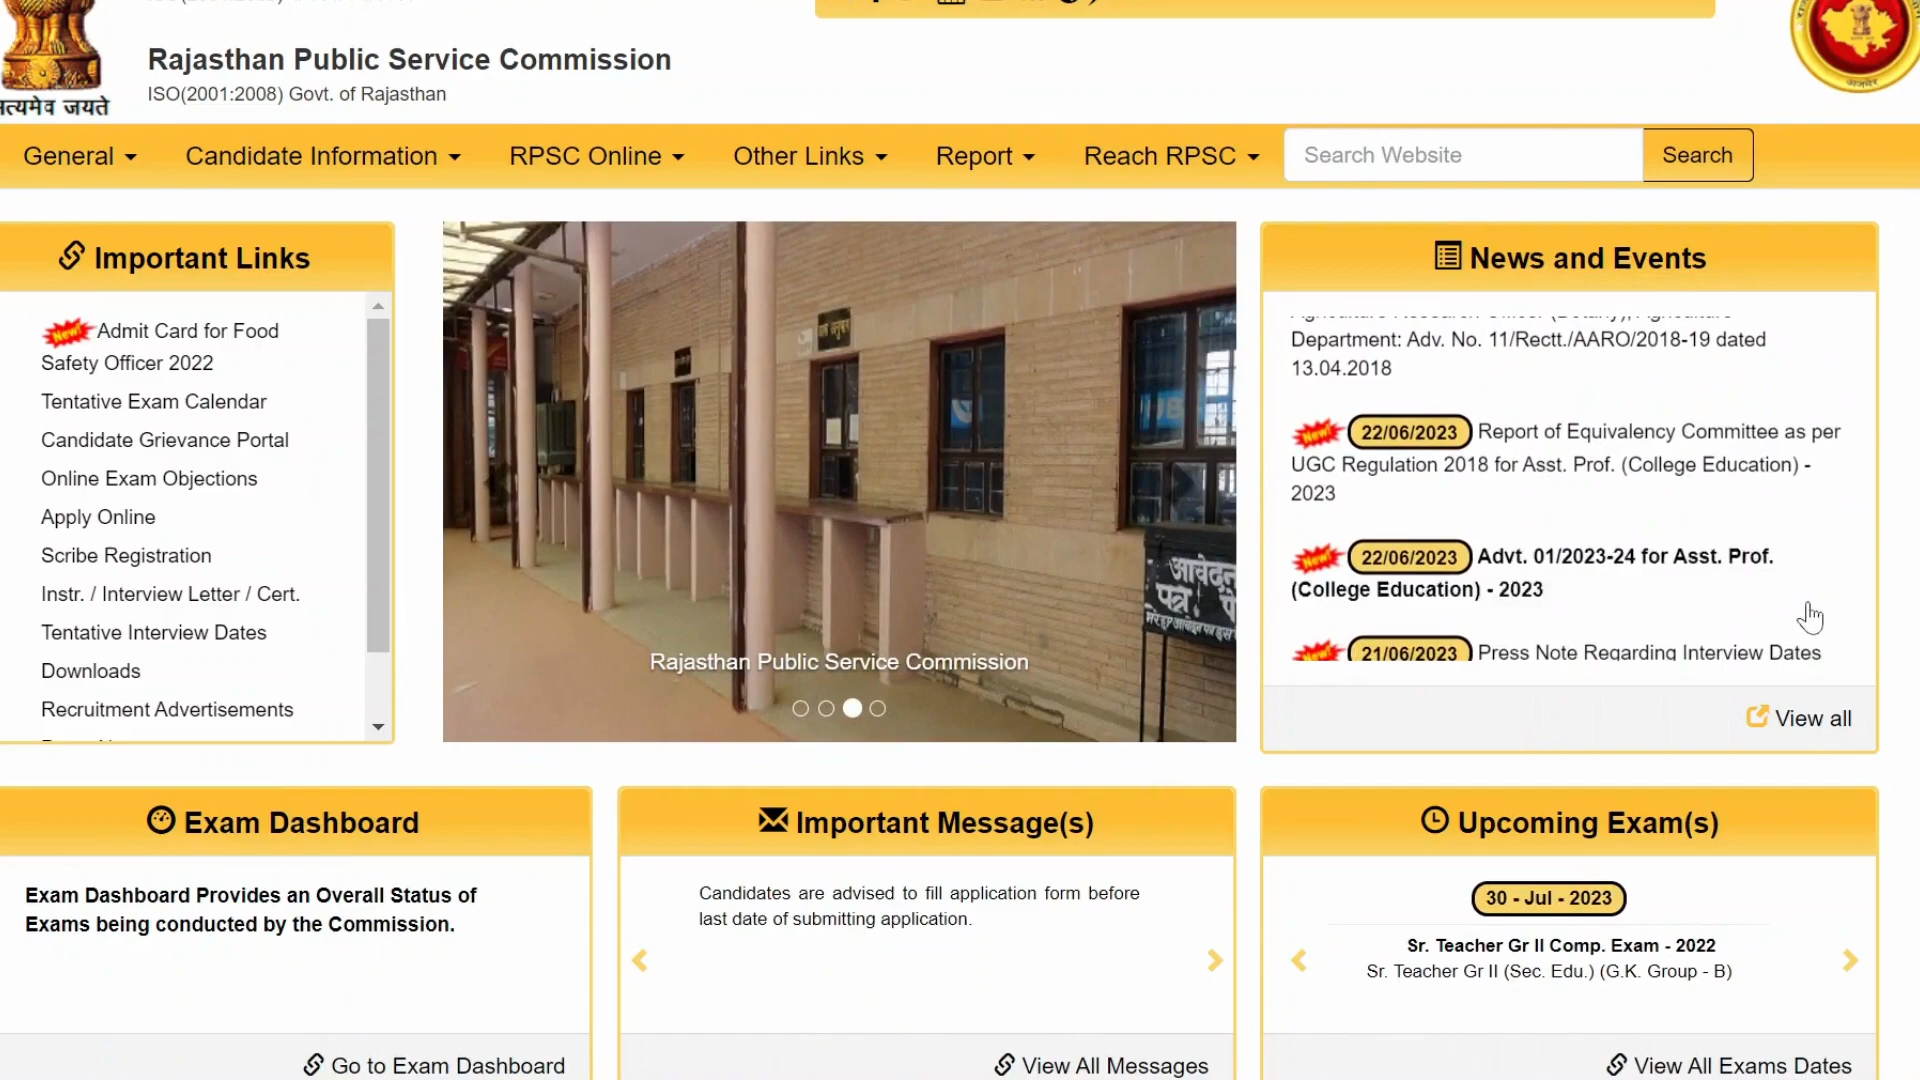 Rajasthan Public Service Commission
ISO(2001:2008) Govt. of Rajasthan
सत्यमेव जयते
General
Candidate Information
RPSC Online
Other Links
Report
Reach RPSC
Search Website
Search
Important Links
New! Admit Card for Food
Safety Officer 2022
Tentative Exam Calendar
Candidate Grievance Portal
Online Exam Objections
Apply Online
Scribe Registration
Instr. / Interview Letter / Cert.
Tentative Interview Dates
Downloads
Recruitment Advertisements
आवेदन
पत्र
Rajasthan Public Service Commission
News and Events
Department: Adv. No. 11/Rectt./AARO/2018-19 dated
13.04.2018
New! 22/06/2023 Report of Equivalency Committee as per
UGC Regulation 2018 for Asst. Prof. (College Education) -
2023
New! 22/06/2023 Advt. 01/2023-24 for Asst. Prof.
(College Education) - 2023
21/06/2023 Press Note Regarding Interview Dates
View all
Exam Dashboard
Exam Dashboard Provides an Overall Status of
Exams being conducted by the Commission.
Go to Exam Dashboard
Important Message(s)
Candidates are advised to fill application form before
last date of submitting application.
View All Messages
Upcoming Exam(s)
30 - Jul - 2023
Sr. Teacher Gr II Comp. Exam - 2022
Sr. Teacher Gr II (Sec. Edu.) (G.K. Group - B)
View All Exams Dates